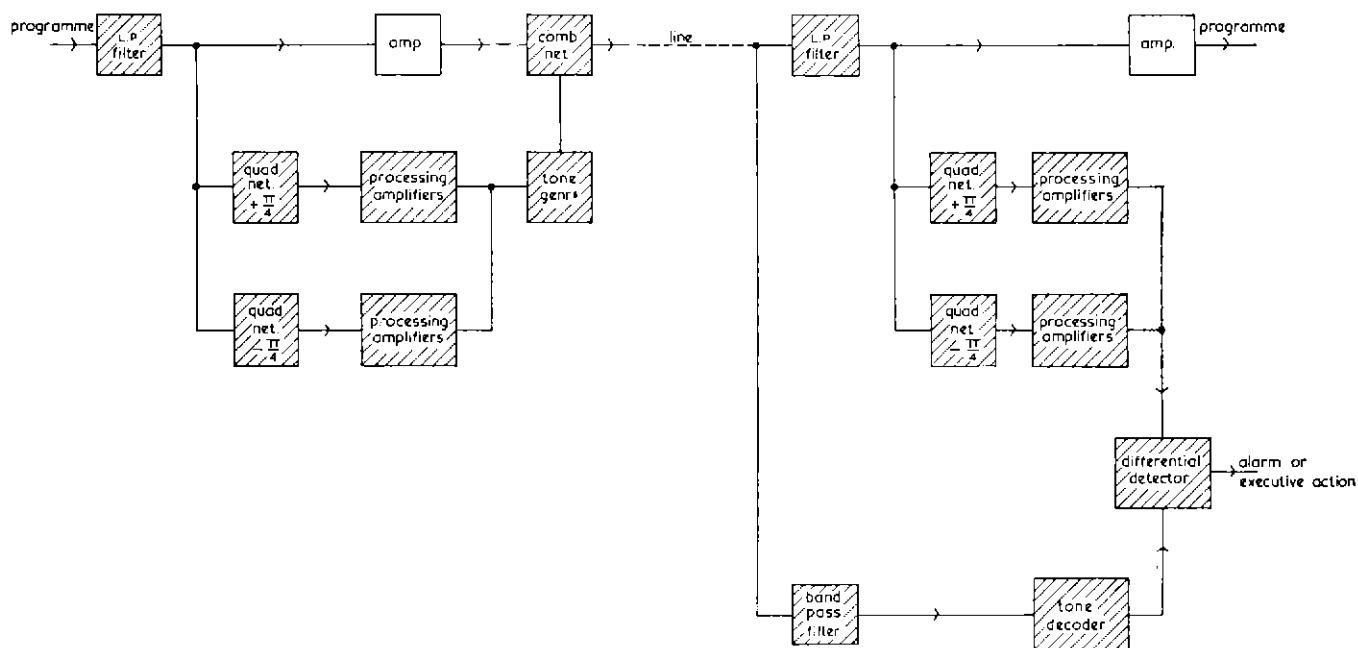 programme
L.P.
filter
amp
comb
net
line
L.P.
filter
amp.
programme
quad
net.
+ π/4
processing
amplifiers
tone
genrs
quad
net.
+ π/4
processing
amplifiers
quad
net.
− π/4
processing
amplifiers
quad
net.
− π/4
processing
amplifiers
differential
detector
alarm or
executive action
band
pass
filter
tone
decoder